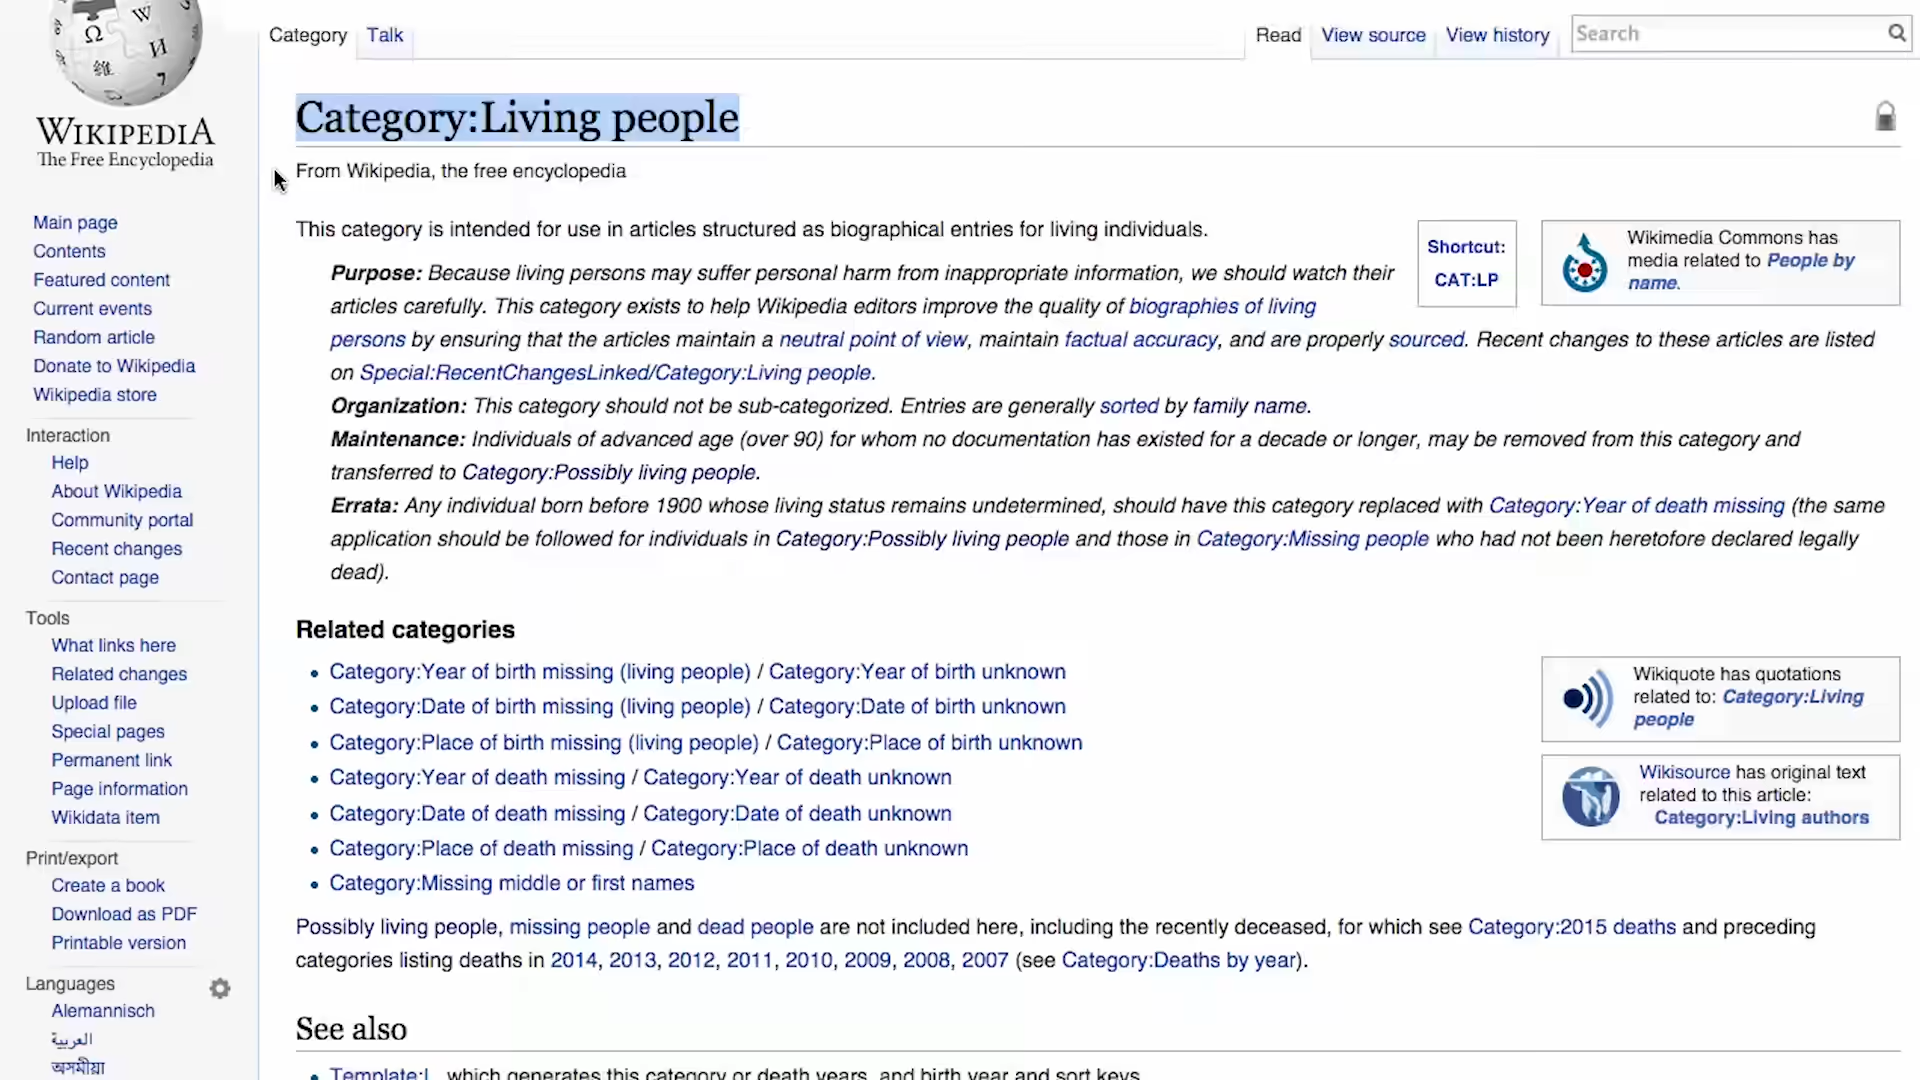 Category
Talk
Read
View source
View history
Search
WIKIPEDIA
The Free Encyclopedia
Main page
Contents
Featured content
Current events
Random article
Donate to Wikipedia
Wikipedia store
Interaction
Help
About Wikipedia
Community portal
Recent changes
Contact page
Tools
What links here
Related changes
Upload file
Special pages
Permanent link
Page information
Wikidata item
Print/export
Create a book
Download as PDF
Printable version
Languages
Alemannisch
العربية
অসমীয়া
Category:Living people
From Wikipedia, the free encyclopedia
This category is intended for use in articles structured as biographical entries for living individuals.
Purpose: Because living persons may suffer personal harm from inappropriate information, we should watch their
articles carefully. This category exists to help Wikipedia editors improve the quality of biographies of living
persons by ensuring that the articles maintain a neutral point of view, maintain factual accuracy, and are properly sourced. Recent changes to these articles are listed
on Special:RecentChangesLinked/Category:Living people.
Organization: This category should not be sub-categorized. Entries are generally sorted by family name.
Maintenance: Individuals of advanced age (over 90) for whom no documentation has existed for a decade or longer, may be removed from this category and
transferred to Category:Possibly living people.
Errata: Any individual born before 1900 whose living status remains undetermined, should have this category replaced with Category:Year of death missing (the same
application should be followed for individuals in Category:Possibly living people and those in Category:Missing people who had not been heretofore declared legally
dead).
Shortcut:
CAT:LP
Wikimedia Commons has
media related to People by
name.
Related categories
Category:Year of birth missing (living people) / Category:Year of birth unknown
Category:Date of birth missing (living people) / Category:Date of birth unknown
Category:Place of birth missing (living people) / Category:Place of birth unknown
Category:Year of death missing / Category:Year of death unknown
Category:Date of death missing / Category:Date of death unknown
Category:Place of death missing / Category:Place of death unknown
Category:Missing middle or first names
Wikiquote has quotations
related to: Category:Living
people
Wikisource has original text
related to this article:
Category:Living authors
Possibly living people, missing people and dead people are not included here, including the recently deceased, for which see Category:2015 deaths and preceding
categories listing deaths in 2014, 2013, 2012, 2011, 2010, 2009, 2008, 2007 (see Category:Deaths by year).
See also
Template:L, which generates this category or death years, and birth year and sort keys.